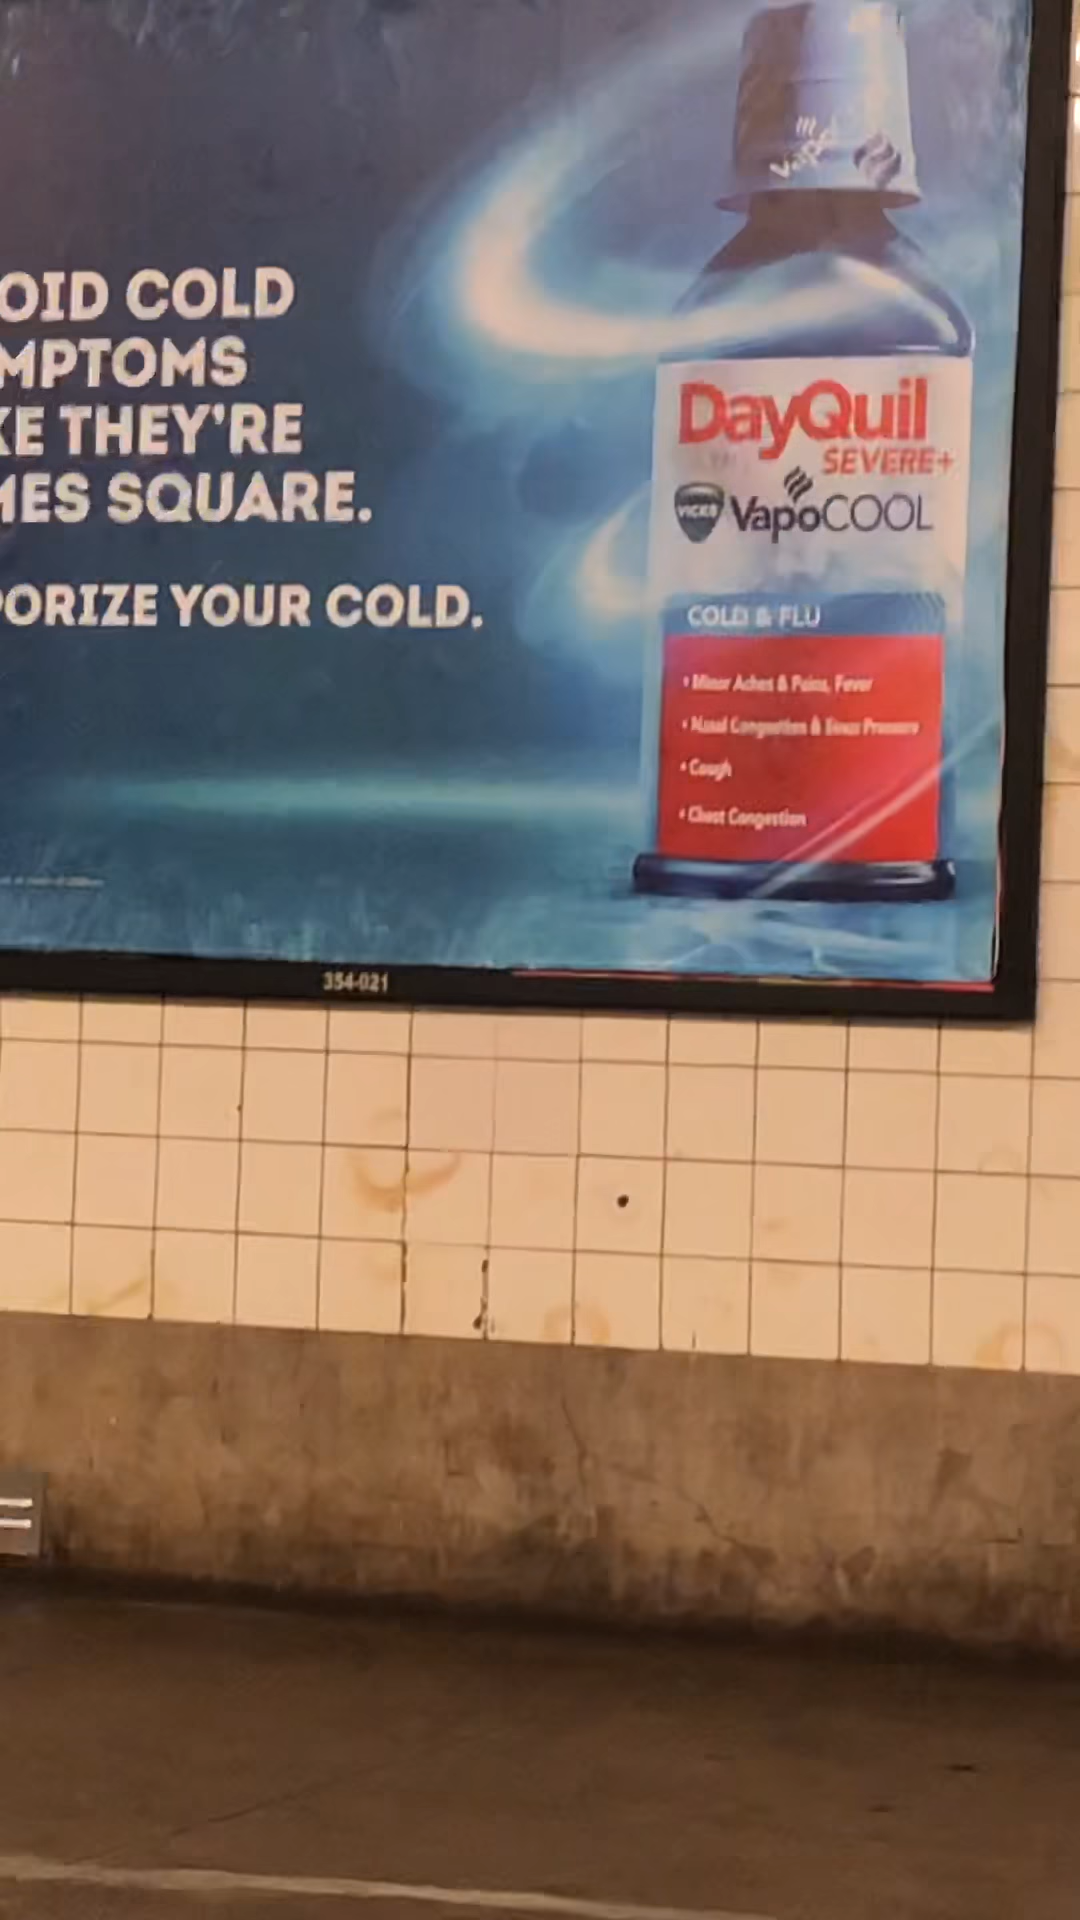 OID COLD
MPTOMS
KE THEY'RE
MES SQUARE.
PORIZE YOUR COLD.
Vapo
DayQuil
SEVERE+
VICKS VapoCOOL
COLD & FLU
• Minor Aches & Pains, Fever
• Nasal Congestion & Sinus Pressure
• Cough
• Chest Congestion
354-021